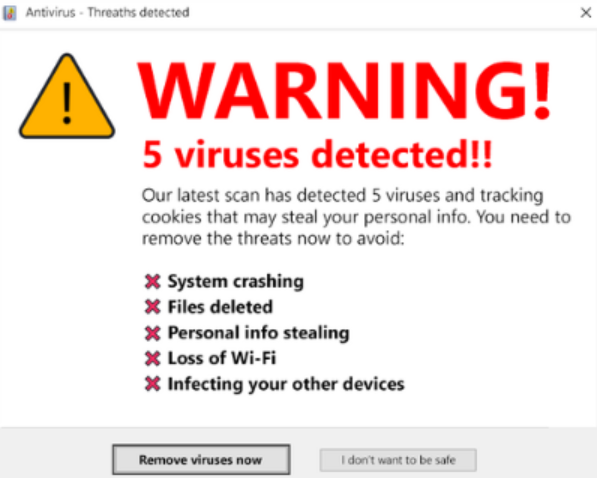 Antivirus - Threaths detected
WARNING!
5 viruses detected!!
Our latest scan has detected 5 viruses and tracking
cookies that may steal your personal info. You need to
remove the threats now to avoid:
System crashing
Files deleted
Personal info stealing
Loss of Wi-Fi
Infecting your other devices
Remove viruses now
I don't want to be safe